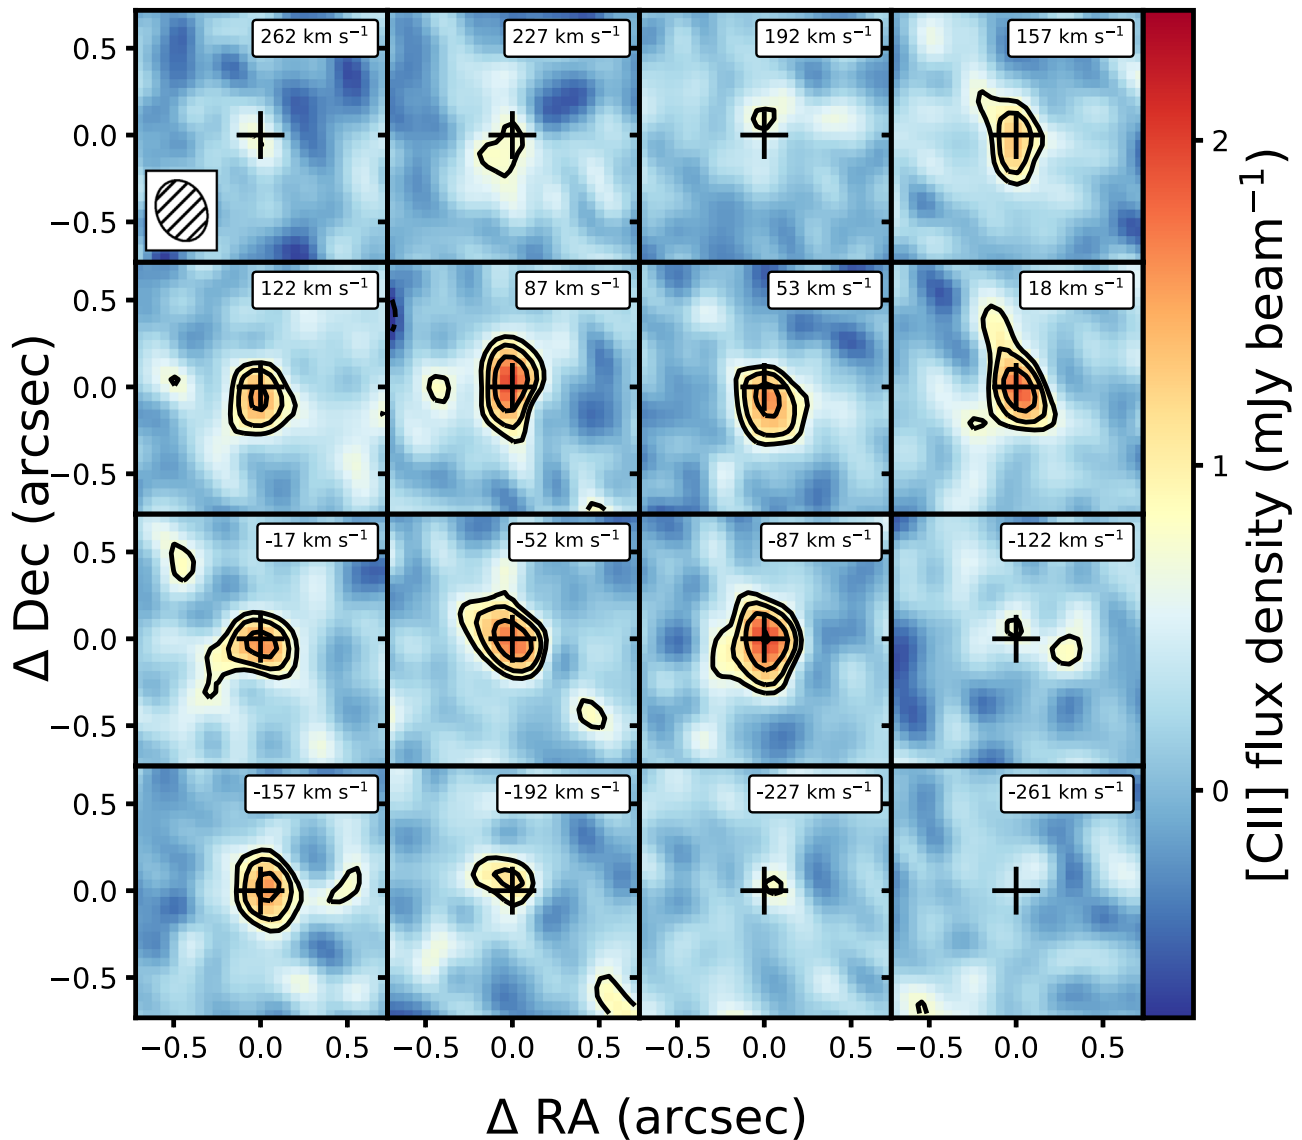 262 km s⁻¹
227 km s⁻¹
192 km s⁻¹
157 km s⁻¹
0.5
0.0
−0.5
122 km s⁻¹
87 km s⁻¹
53 km s⁻¹
18 km s⁻¹
0.5
0.0
−0.5
-17 km s⁻¹
-52 km s⁻¹
-87 km s⁻¹
-122 km s⁻¹
0.5
0.0
−0.5
-157 km s⁻¹
-192 km s⁻¹
-227 km s⁻¹
-261 km s⁻¹
0.5
0.0
−0.5
−0.5 0.0 0.5 −0.5 0.0 0.5 −0.5 0.0 0.5 −0.5 0.0 0.5
Δ RA (arcsec)
Δ Dec (arcsec)
2
1
0
[CII] flux density (mJy beam⁻¹)